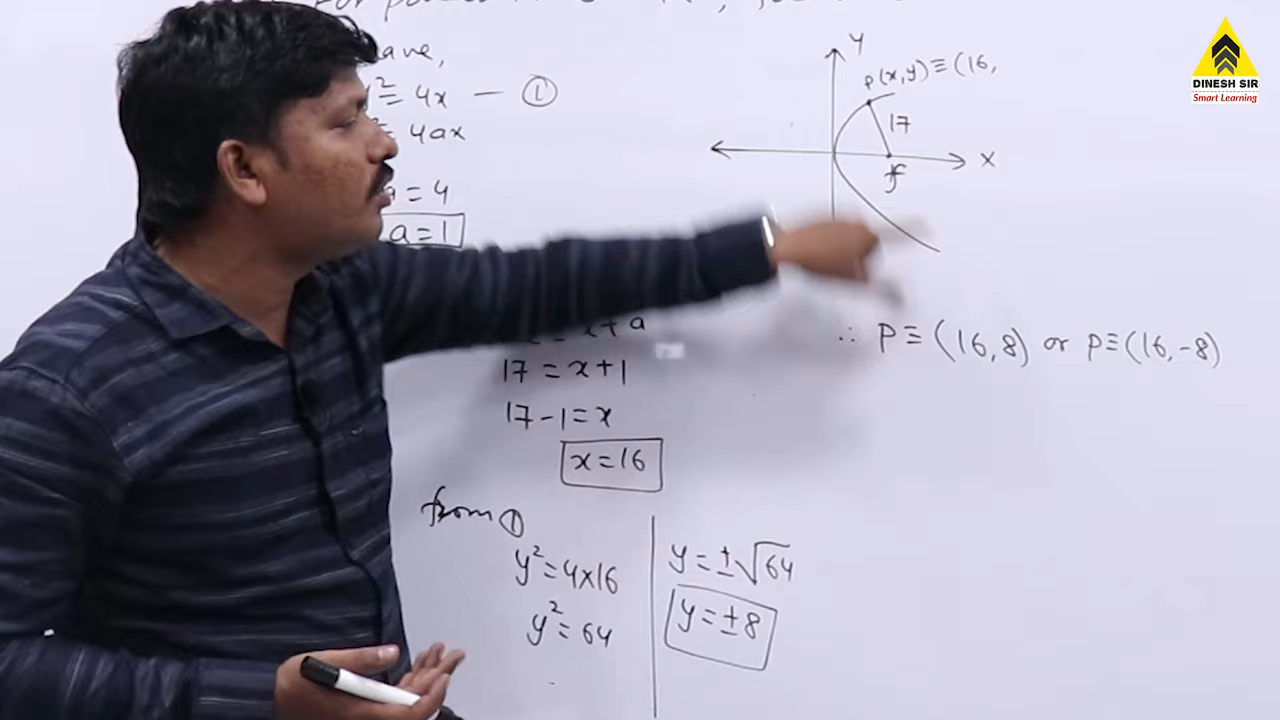 y² = 4x — ①
= 4ax
= 4
a = 1
= x + a
17 = x + 1
17 - 1 = x
x = 16
from ①
y² = 4 × 16
y² = 64
y = ± √64
y = ± 8
Y
P(x, y) ≡ (16,
17
X
f
∴ P ≡ (16, 8) or P ≡ (16, -8)
DINESH SIR
Smart Learning